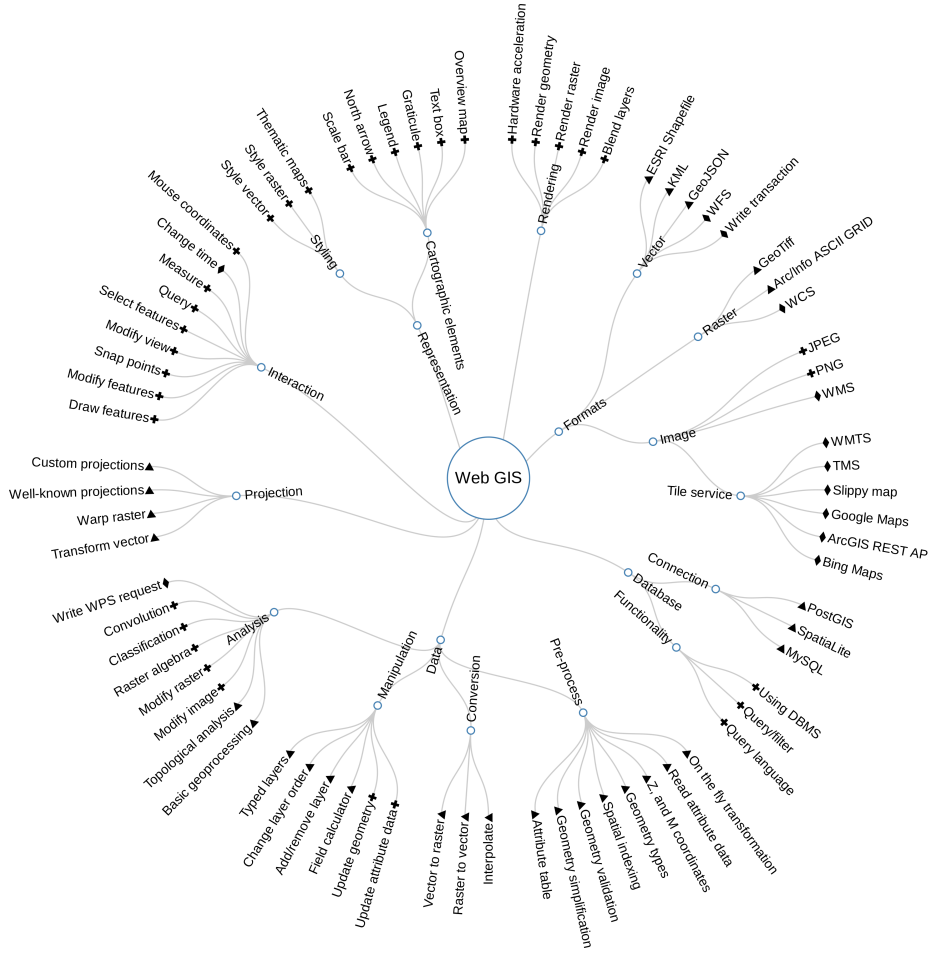 Web GIS
Representation
Cartographic elements
Scale bar
North arrow
Legend
Graticule
Text box
Overview map
Styling
Style vector
Style raster
Thematic maps
Rendering
Hardware acceleration
Render geometry
Render raster
Render image
Blend layers
Formats
Vector
ESRI Shapefile
KML
GeoJSON
WFS
Write transaction
Raster
GeoTiff
Arc/Info ASCII GRID
WCS
Image
JPEG
PNG
WMS
Tile service
WMTS
TMS
Slippy map
Google Maps
ArcGIS REST AP
Bing Maps
Database
Connection
PostGIS
SpatiaLite
MySQL
Functionality
Using DBMS
Query/filter
Query language
Data
Pre-process
On the fly transformation
Read attribute data
Z, and M coordinates
Geometry types
Spatial indexing
Geometry validation
Geometry simplification
Attribute table
Conversion
Interpolate
Raster to vector
Vector to raster
Manipulation
Update attribute data
Update geometry
Field calculator
Add/remove layer
Change layer order
Typed layers
Analysis
Basic geoprocessing
Topological analysis
Modify image
Modify raster
Raster algebra
Classification
Convolution
Write WPS request
Projection
Transform vector
Warp raster
Well-known projections
Custom projections
Interaction
Draw features
Modify features
Snap points
Modify view
Select features
Query
Measure
Change time
Mouse coordinates